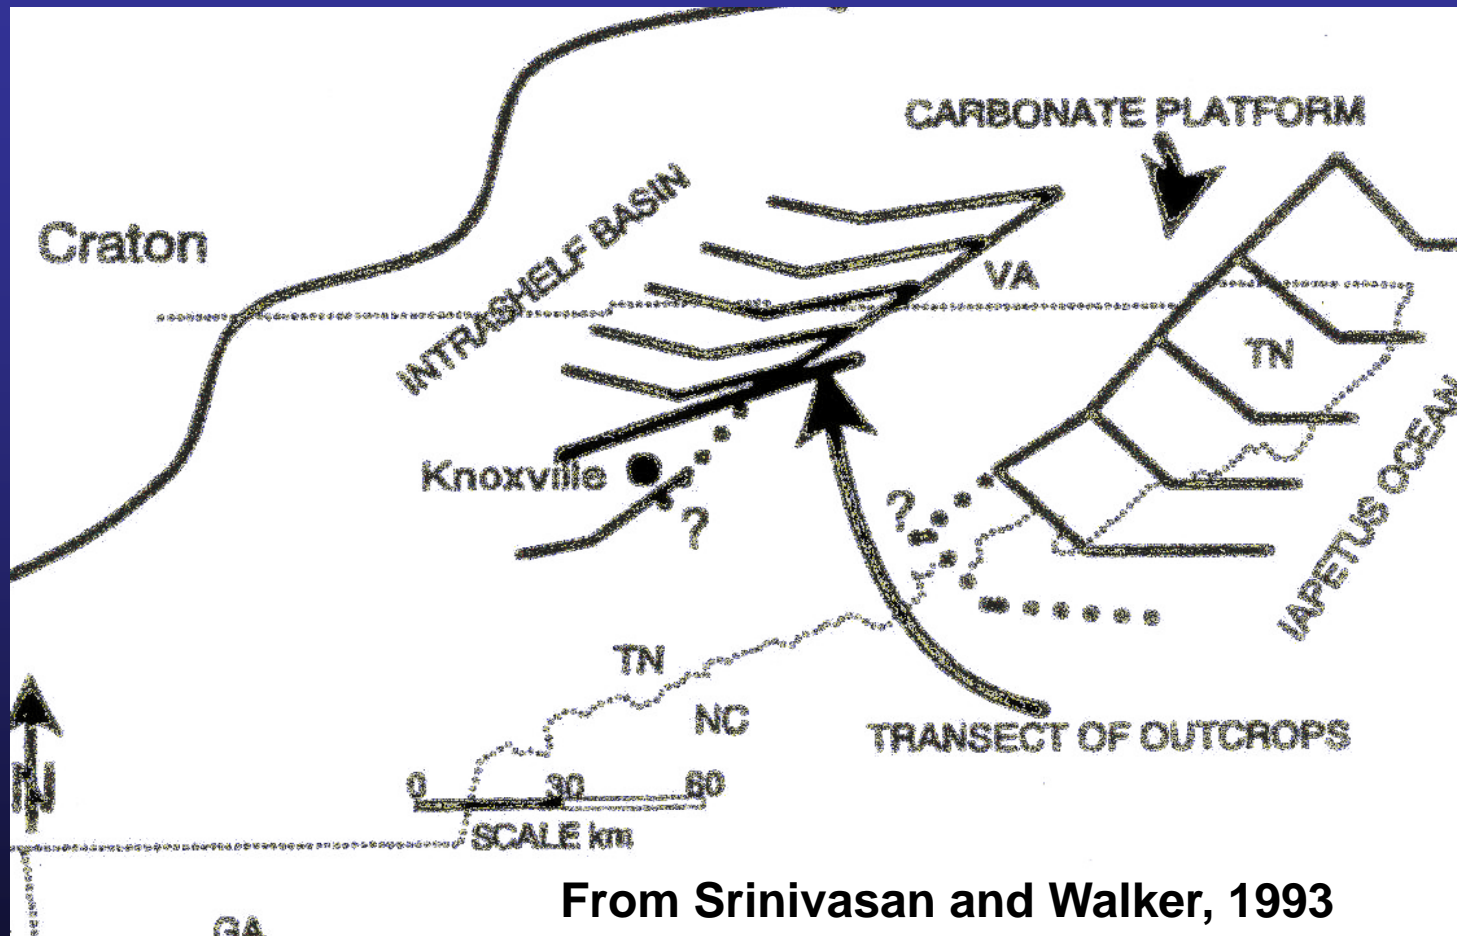 CARBONATE PLATFORM
Craton
INTRASHELF BASIN
VA
TN
Knoxville
?
?
IAPETUS OCEAN
TN
NC
TRANSECT OF OUTCROPS
N
0 30 60
SCALE km
GA
From Srinivasan and Walker, 1993